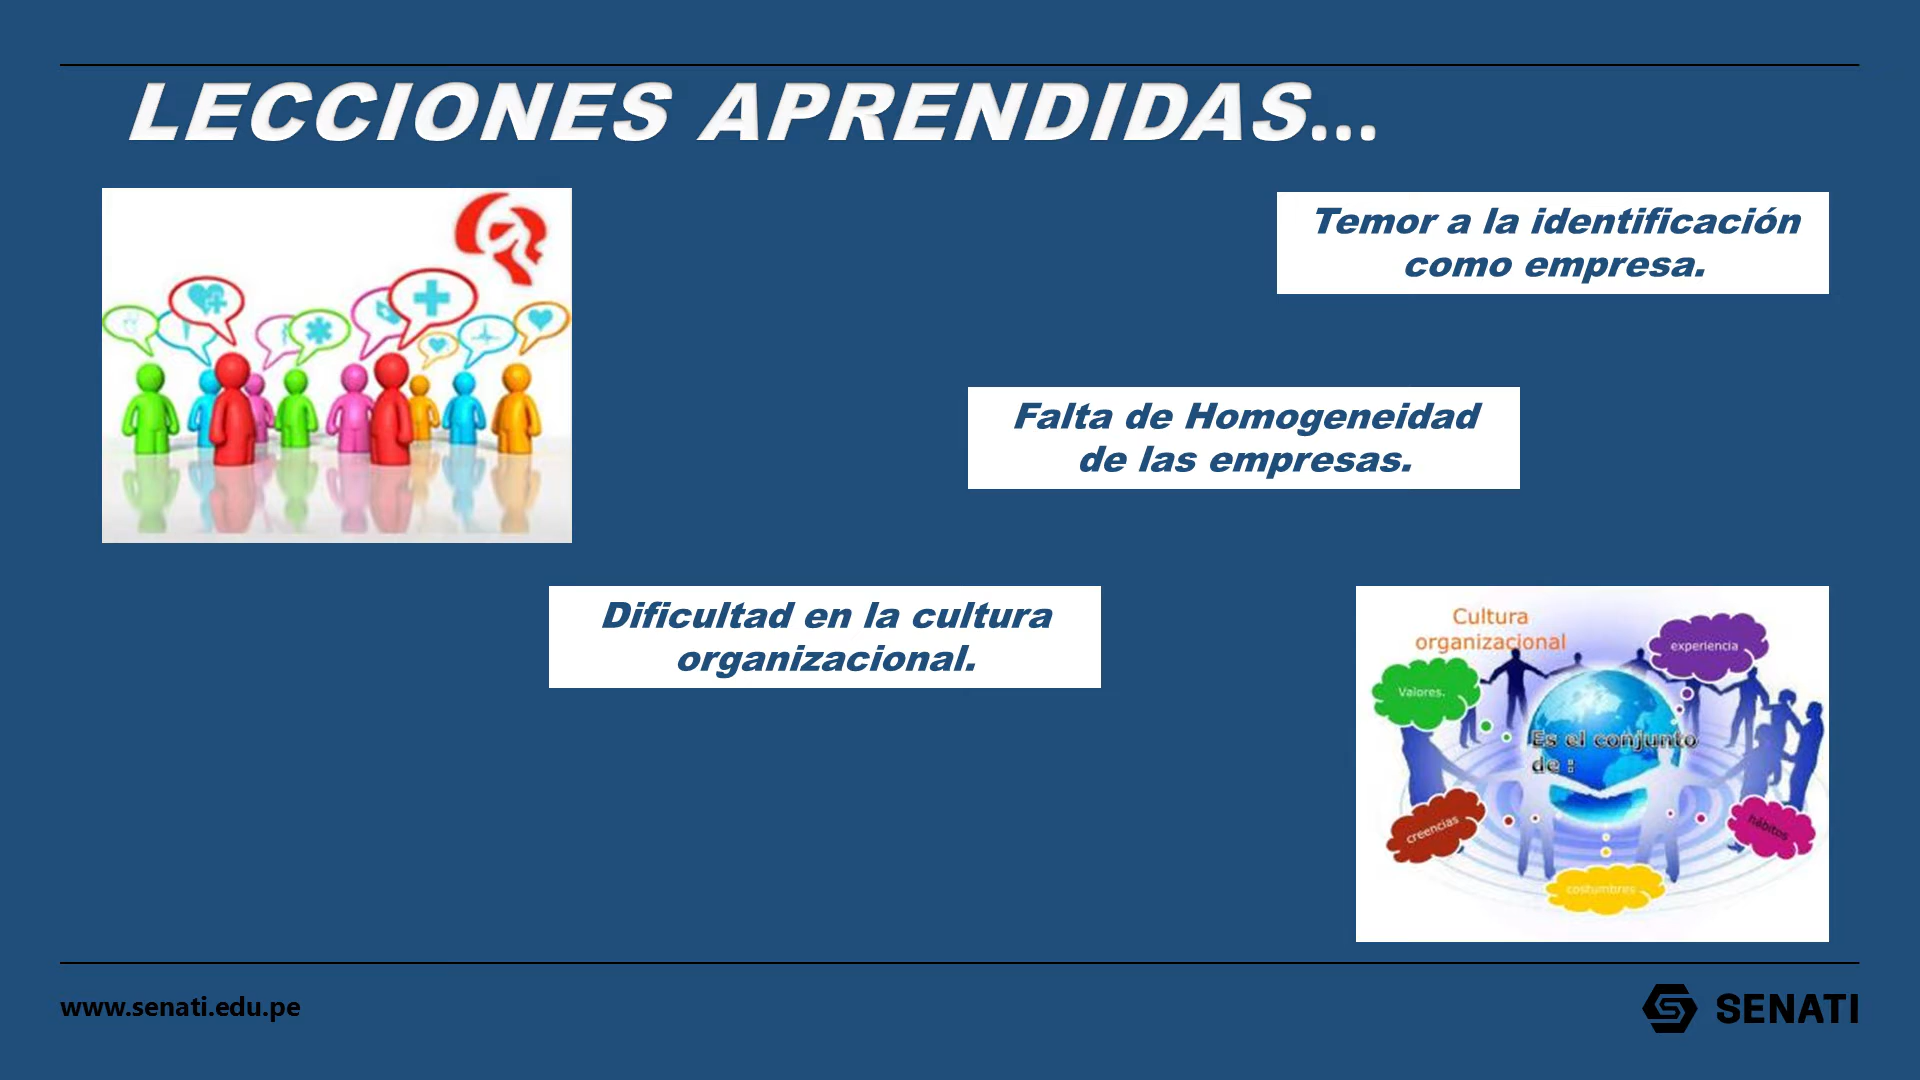 LECCIONES APRENDIDAS...
Temor a la identificación
como empresa.
Falta de Homogeneidad
de las empresas.
Dificultad en la cultura
organizacional.
Cultura
organizacional
experiencia
Valores.
Es el conjunto
de :
creencias
hábitos
costumbres
www.senati.edu.pe
SENATI